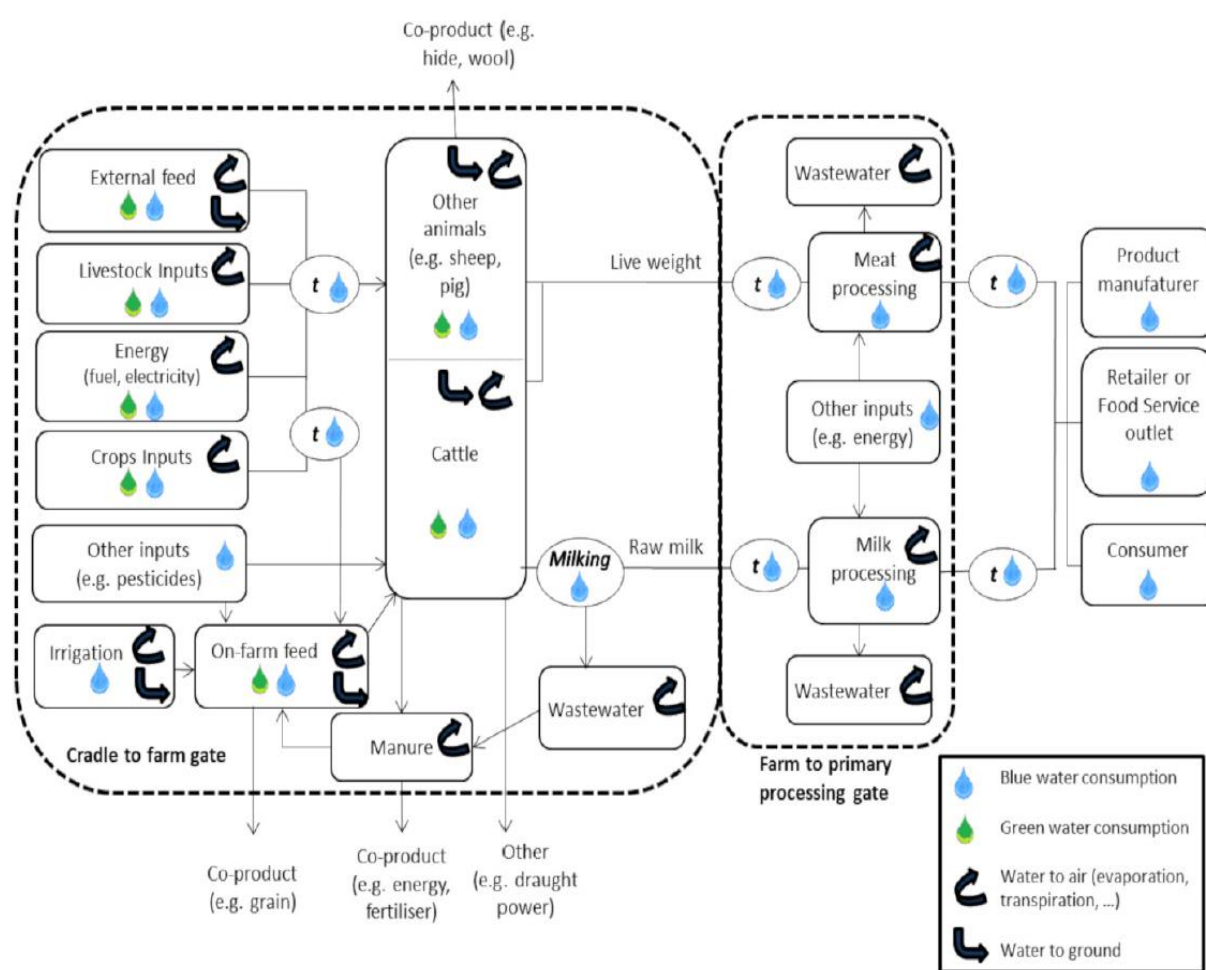 Co-product (e.g.
hide, wool)
External feed
Livestock Inputs
Energy
(fuel, electricity)
Crops Inputs
Other inputs
(e.g. pesticides)
Irrigation
On-farm feed
t
t
Other
animals
(e.g. sheep,
pig)
Cattle
Milking
Live weight
Raw milk
Wastewater
Manure
Cradle to farm gate
Co-product
(e.g. grain)
Co-product
(e.g. energy,
fertiliser)
Other
(e.g. draught
power)
Wastewater
t
Meat
processing
t
Other inputs
(e.g. energy)
t
Milk
processing
t
Wastewater
Farm to primary
processing gate
Product
manufaturer
Retailer or
Food Service
outlet
Consumer
Blue water consumption
Green water consumption
Water to air (evaporation,
transpiration, ...)
Water to ground